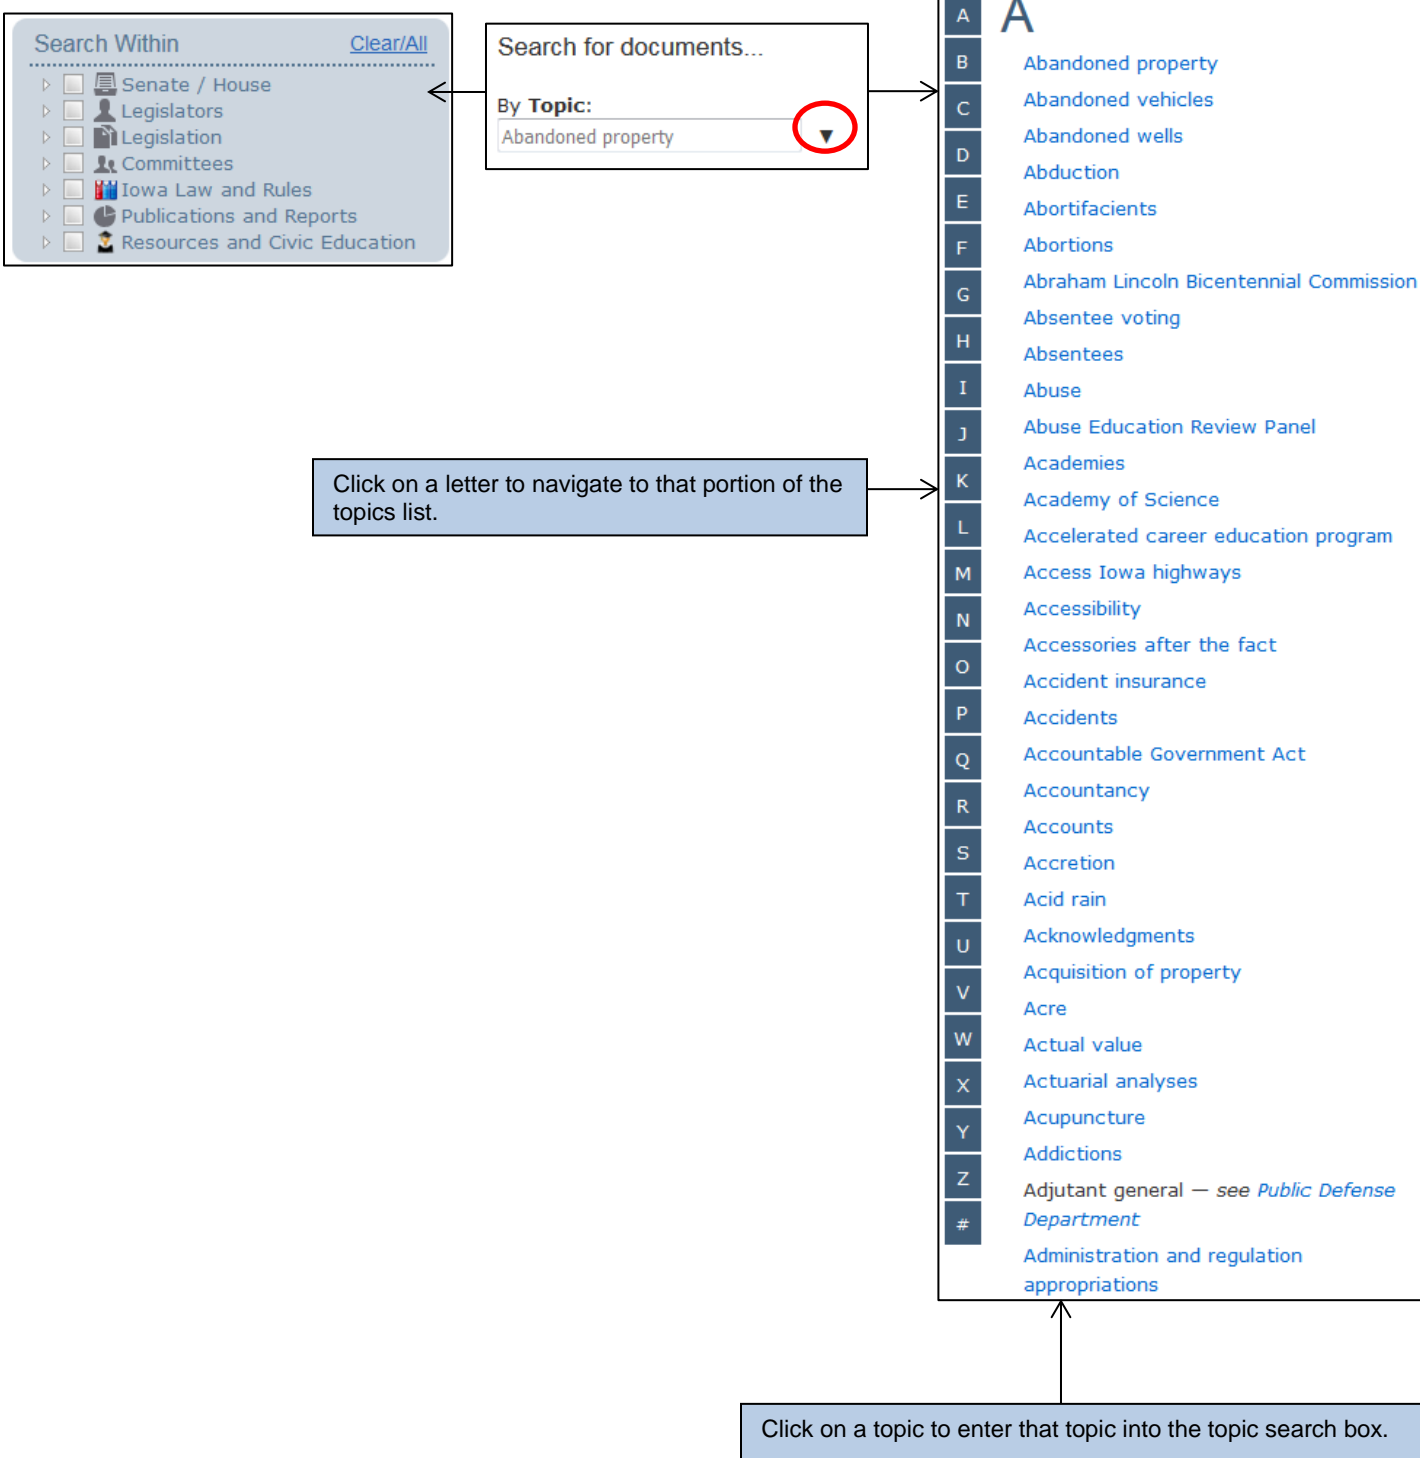 Search Within Clear/All
Senate / House
Legislators
Legislation
Committees
Iowa Law and Rules
Publications and Reports
Resources and Civic Education
Search for documents...
By Topic:
Abandoned property ▼
Click on a letter to navigate to that portion of the
topics list.
A
B
C
D
E
F
G
H
I
J
K
L
M
N
O
P
Q
R
S
T
U
V
W
X
Y
Z
#
A
Abandoned property
Abandoned vehicles
Abandoned wells
Abduction
Abortifacients
Abortions
Abraham Lincoln Bicentennial Commission
Absentee voting
Absentees
Abuse
Abuse Education Review Panel
Academies
Academy of Science
Accelerated career education program
Access Iowa highways
Accessibility
Accessories after the fact
Accident insurance
Accidents
Accountable Government Act
Accountancy
Accounts
Accretion
Acid rain
Acknowledgments
Acquisition of property
Acre
Actual value
Actuarial analyses
Acupuncture
Addictions
Adjutant general — see Public Defense
Department
Administration and regulation
appropriations
Click on a topic to enter that topic into the topic search box.